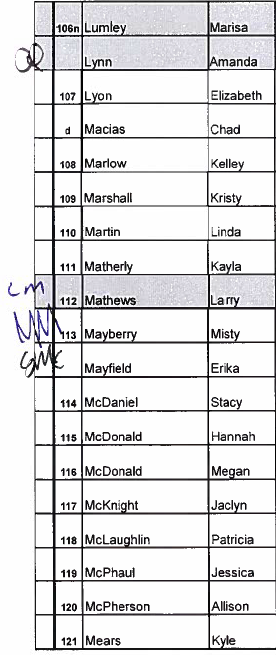 106n Lumley Marisa
Lynn Amanda
107 Lyon Elizabeth
d Macias Chad
108 Marlow Kelley
109 Marshall Kristy
110 Martin Linda
111 Matherly Kayla
cm
112 Mathews Larry
MM 113 Mayberry Misty
Mayfield Erika
114 McDaniel Stacy
115 McDonald Hannah
116 McDonald Megan
117 McKnight Jaclyn
118 McLaughlin Patricia
119 McPhaul Jessica
120 McPherson Allison
121 Mears Kyle